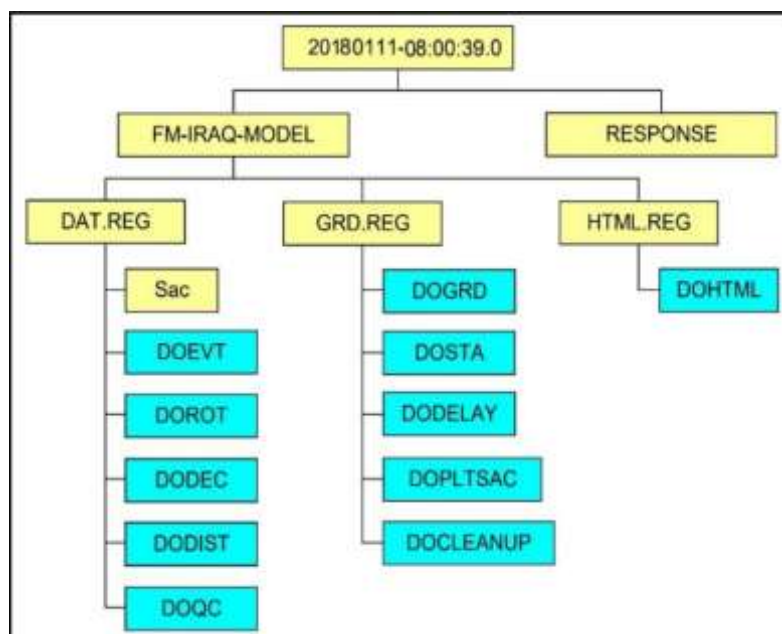 20180111-08:00:39.0
FM-IRAQ-MODEL
RESPONSE
DAT.REG
GRD.REG
HTML.REG
Sac
DOGRD
DOHTML
DOEVT
DOSTA
DOROT
DODELAY
DODEC
DOPLTSAC
DODIST
DOCLEANUP
DOQC